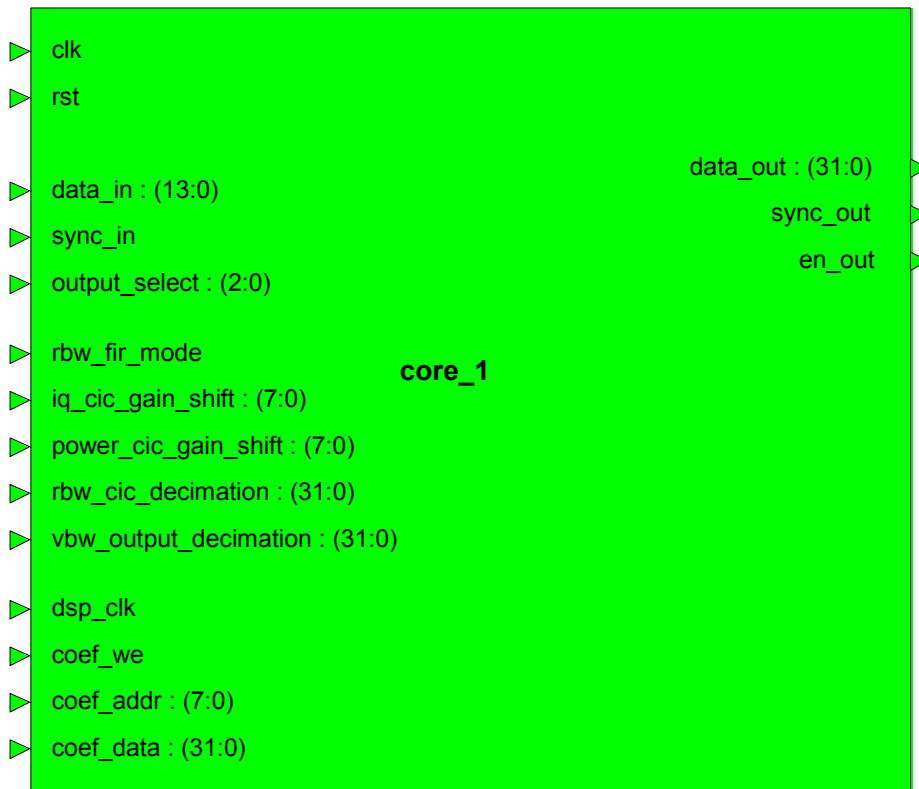 clk
rst
data_in : (13:0)
sync_in
output_select : (2:0)
rbw_fir_mode
iq_cic_gain_shift : (7:0)
power_cic_gain_shift : (7:0)
rbw_cic_decimation : (31:0)
vbw_output_decimation : (31:0)
dsp_clk
coef_we
coef_addr : (7:0)
coef_data : (31:0)
core_1
data_out : (31:0)
sync_out
en_out